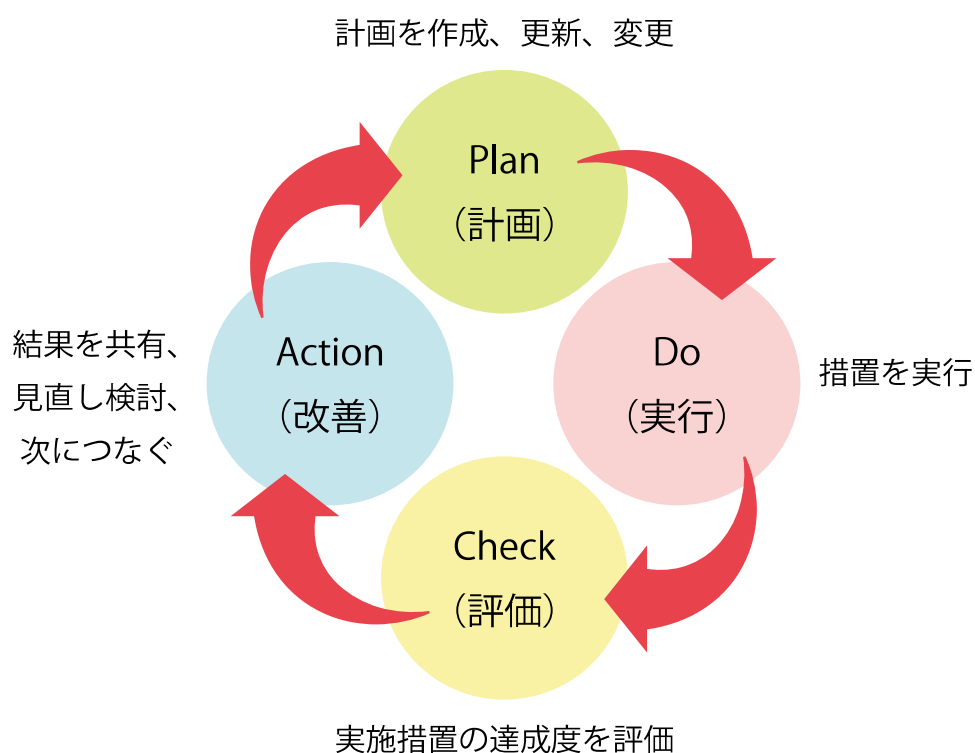 計画を作成、更新、変更
Plan
（計画）
Do
（実行）
措置を実行
Check
（評価）
実施措置の達成度を評価
Action
（改善）
結果を共有、
見直し検討、
次につなぐ